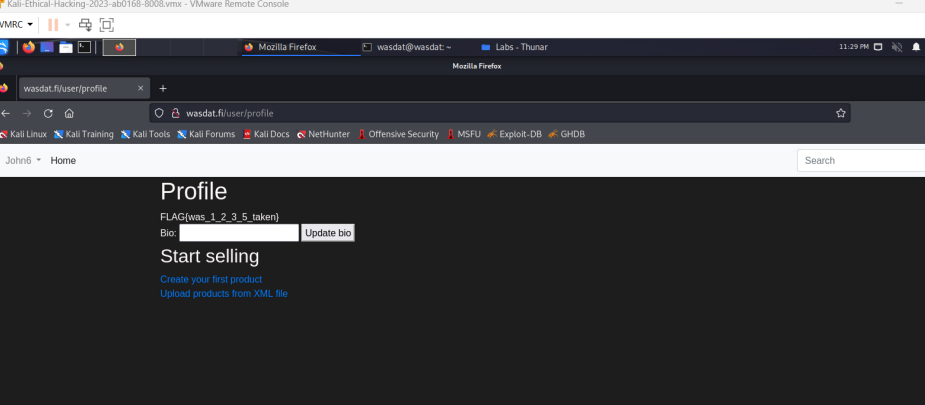 Kali-Ethical-Hacking-2023-ab0168-8008.vmx - VMware Remote Console
VMRC
Mozilla Firefox wasdat@wasdat: ~ Labs - Thunar 11:29 PM
Mozilla Firefox
wasdat.fi/user/profile × +
wasdat.fi/user/profile
Kali Linux Kali Training Kali Tools Kali Forums Kali Docs NetHunter Offensive Security MSFU Exploit-DB GHDB
John6 Home Search
Profile
FLAG{was_1_2_3_5_taken}
Bio: Update bio
Start selling
Create your first product
Upload products from XML file